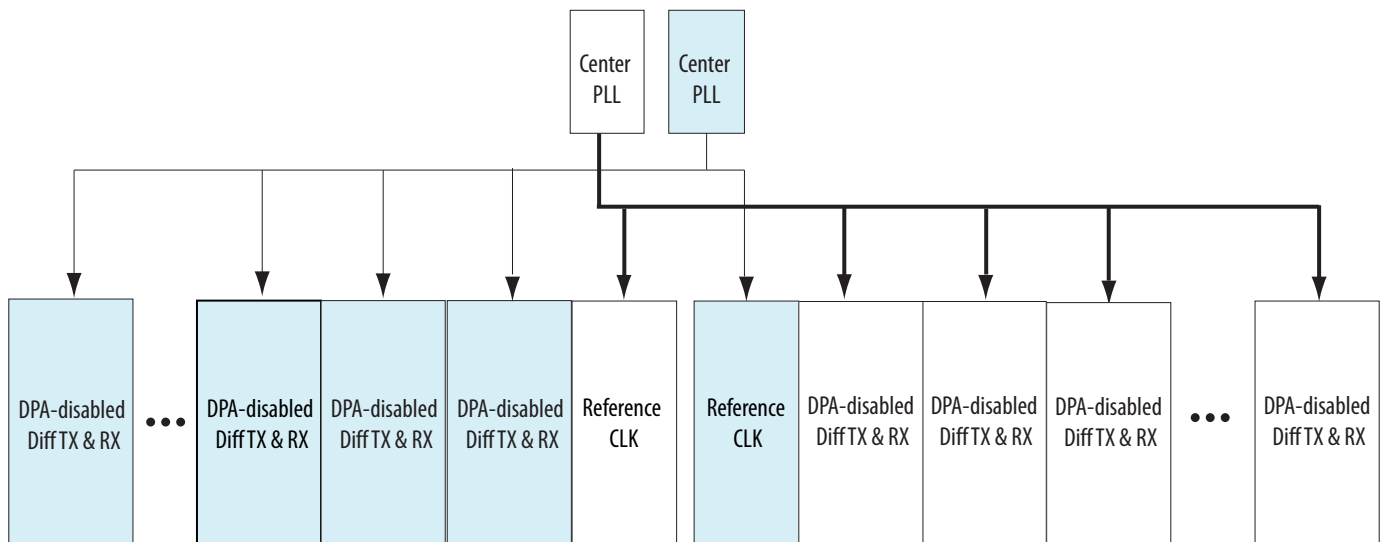 Center
PLL
Center
PLL
DPA-disabled
Diff TX & RX
•••
DPA-disabled
Diff TX & RX
DPA-disabled
Diff TX & RX
DPA-disabled
Diff TX & RX
Reference
CLK
Reference
CLK
DPA-disabled
Diff TX & RX
DPA-disabled
Diff TX & RX
DPA-disabled
Diff TX & RX
•••
DPA-disabled
Diff TX & RX